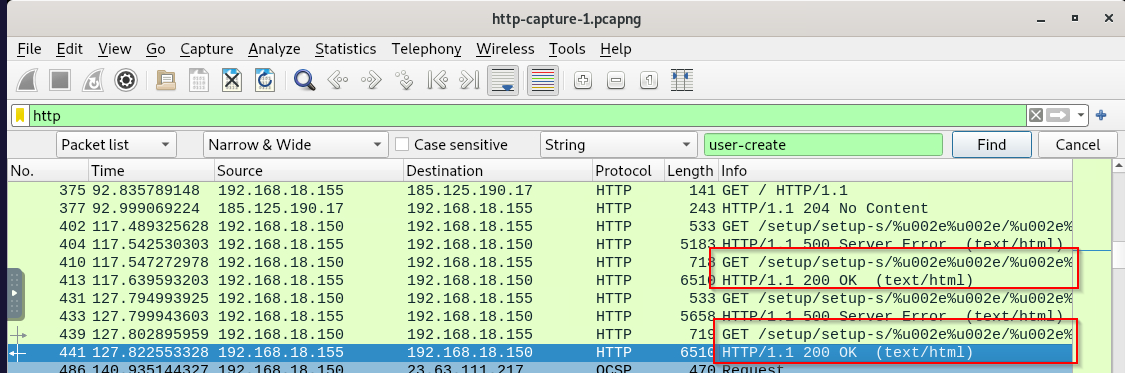 http-capture-1.pcapng
File Edit View Go Capture Analyze Statistics Telephony Wireless Tools Help
http
Packet list Narrow & Wide Case sensitive String user-create Find Cancel
No. Time Source Destination Protocol Length Info
375 92.835789148 192.168.18.155 185.125.190.17 HTTP 141 GET / HTTP/1.1
377 92.999069224 185.125.190.17 192.168.18.155 HTTP 243 HTTP/1.1 204 No Content
402 117.489325628 192.168.18.150 192.168.18.155 HTTP 533 GET /setup/setup-s/%u002e%u002e/%u002e%
404 117.542530303 192.168.18.155 192.168.18.150 HTTP 5183 HTTP/1.1 500 Server Error (text/html)
410 117.547272978 192.168.18.150 192.168.18.155 HTTP 718 GET /setup/setup-s/%u002e%u002e/%u002e%
413 117.639593203 192.168.18.155 192.168.18.150 HTTP 6510 HTTP/1.1 200 OK (text/html)
431 127.794993925 192.168.18.150 192.168.18.155 HTTP 533 GET /setup/setup-s/%u002e%u002e/%u002e%
433 127.799943603 192.168.18.155 192.168.18.150 HTTP 5658 HTTP/1.1 500 Server Error (text/html)
439 127.802895959 192.168.18.150 192.168.18.155 HTTP 719 GET /setup/setup-s/%u002e%u002e/%u002e%
441 127.822553328 192.168.18.155 192.168.18.150 HTTP 6510 HTTP/1.1 200 OK (text/html)
486 140.935144327 192.168.18.150 23.63.111.217 OCSP 470 Request